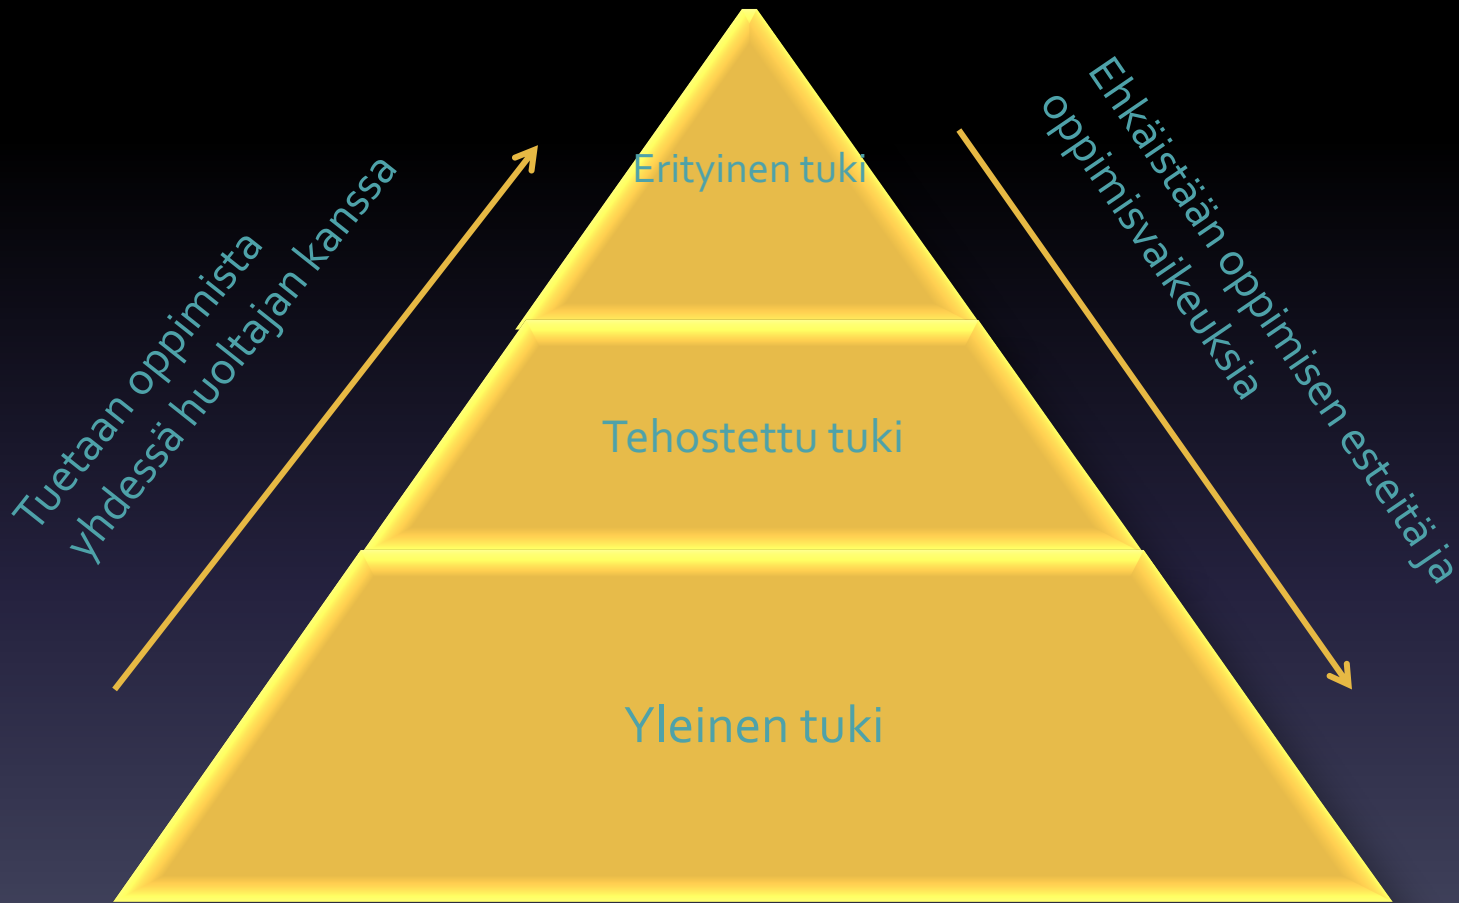 Tuetaan oppimista
yhdessä huoltajan kanssa
Erityinen tuki
Tehostettu tuki
Yleinen tuki
Ehkäistään oppimisen esteitä ja
oppimisvaikeuksia